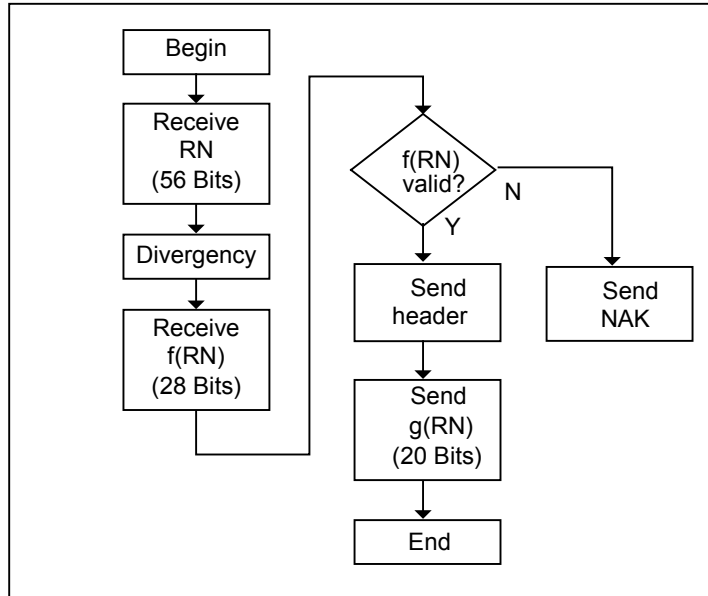 Begin
Receive
RN
(56 Bits)
Divergency
Receive
f(RN)
(28 Bits)
f(RN)
valid?
N
Y
Send
header
Send
NAK
Send
g(RN)
(20 Bits)
End